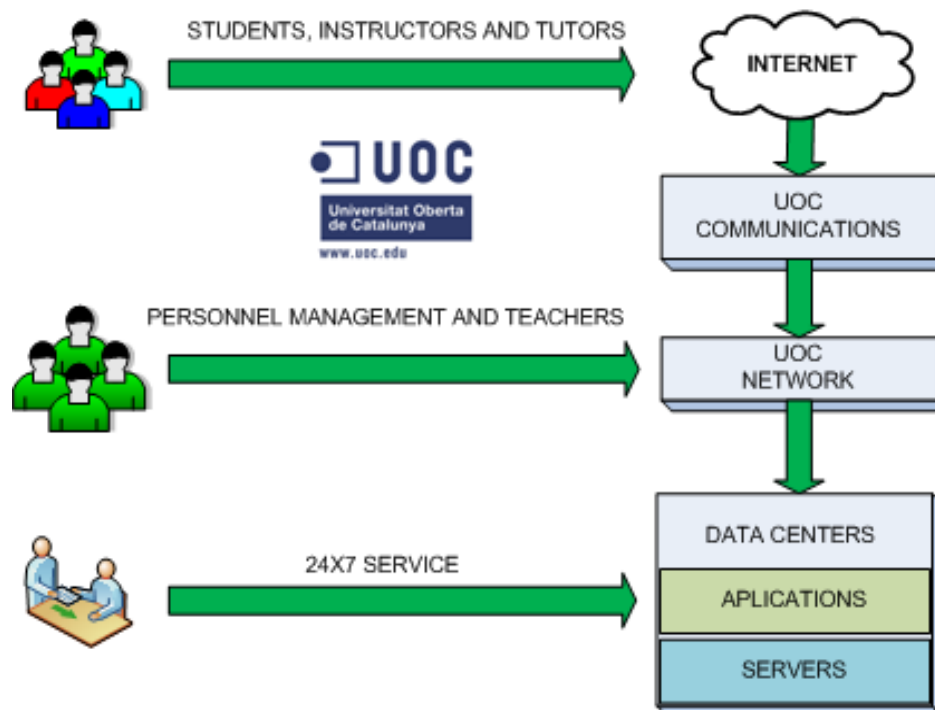 STUDENTS, INSTRUCTORS AND TUTORS
INTERNET
UOC
Universitat Oberta
de Catalunya
www.uoc.edu
UOC
COMMUNICATIONS
PERSONNEL MANAGEMENT AND TEACHERS
UOC
NETWORK
24X7 SERVICE
DATA CENTERS
APLICATIONS
SERVERS